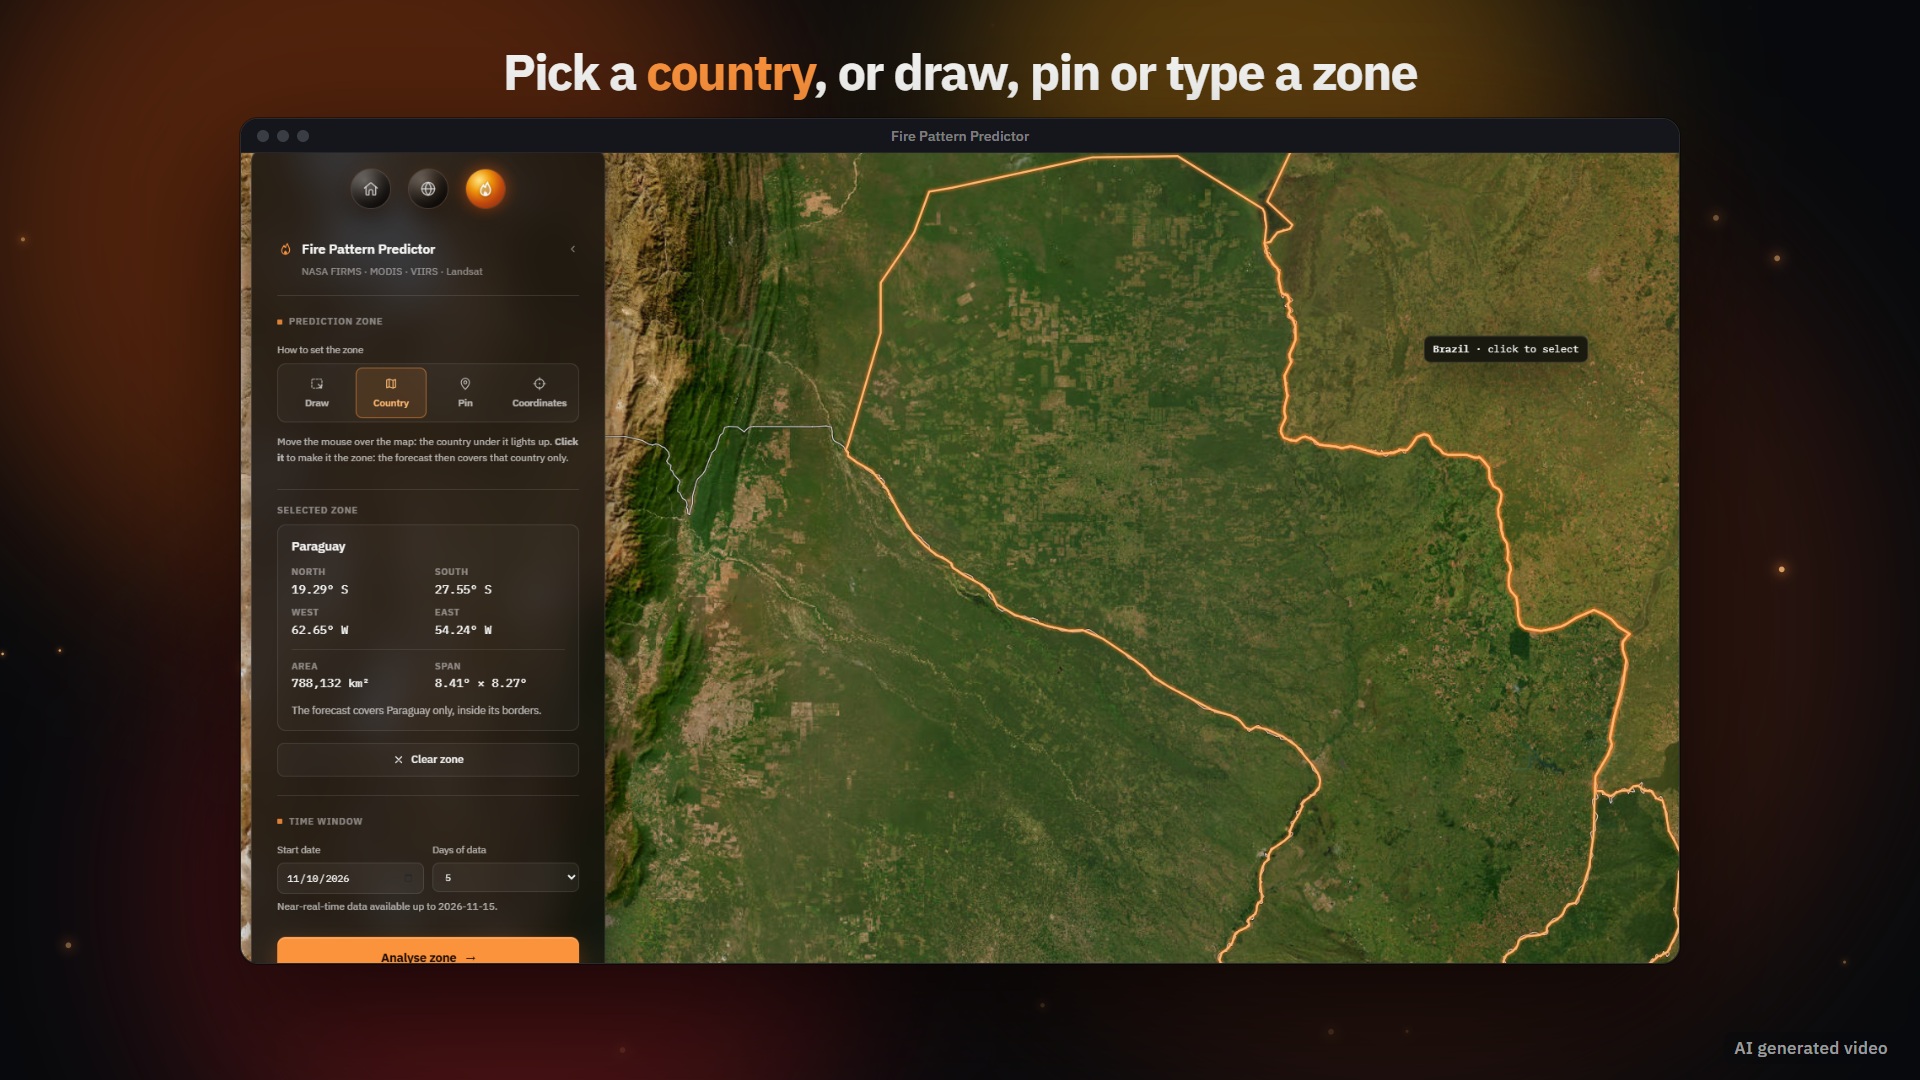 Pick a country, or draw, pin or type a zone
Fire Pattern Predictor
Fire Pattern Predictor
NASA FIRMS · MODIS · VIIRS · Landsat
PREDICTION ZONE
How to set the zone
Draw
Country
Pin
Coordinates
Move the mouse over the map: the country under it lights up. Click
it to make it the zone: the forecast then covers that country only.
SELECTED ZONE
Paraguay
NORTH SOUTH
19.29° S 27.55° S
WEST EAST
62.65° W 54.24° W
AREA SPAN
788,132 km² 8.41° × 8.27°
The forecast covers Paraguay only, inside its borders.
× Clear zone
TIME WINDOW
Start date Days of data
11/10/2026 5
Near-real-time data available up to 2026-11-15.
Analyse zone →
Brazil · click to select
AI generated video